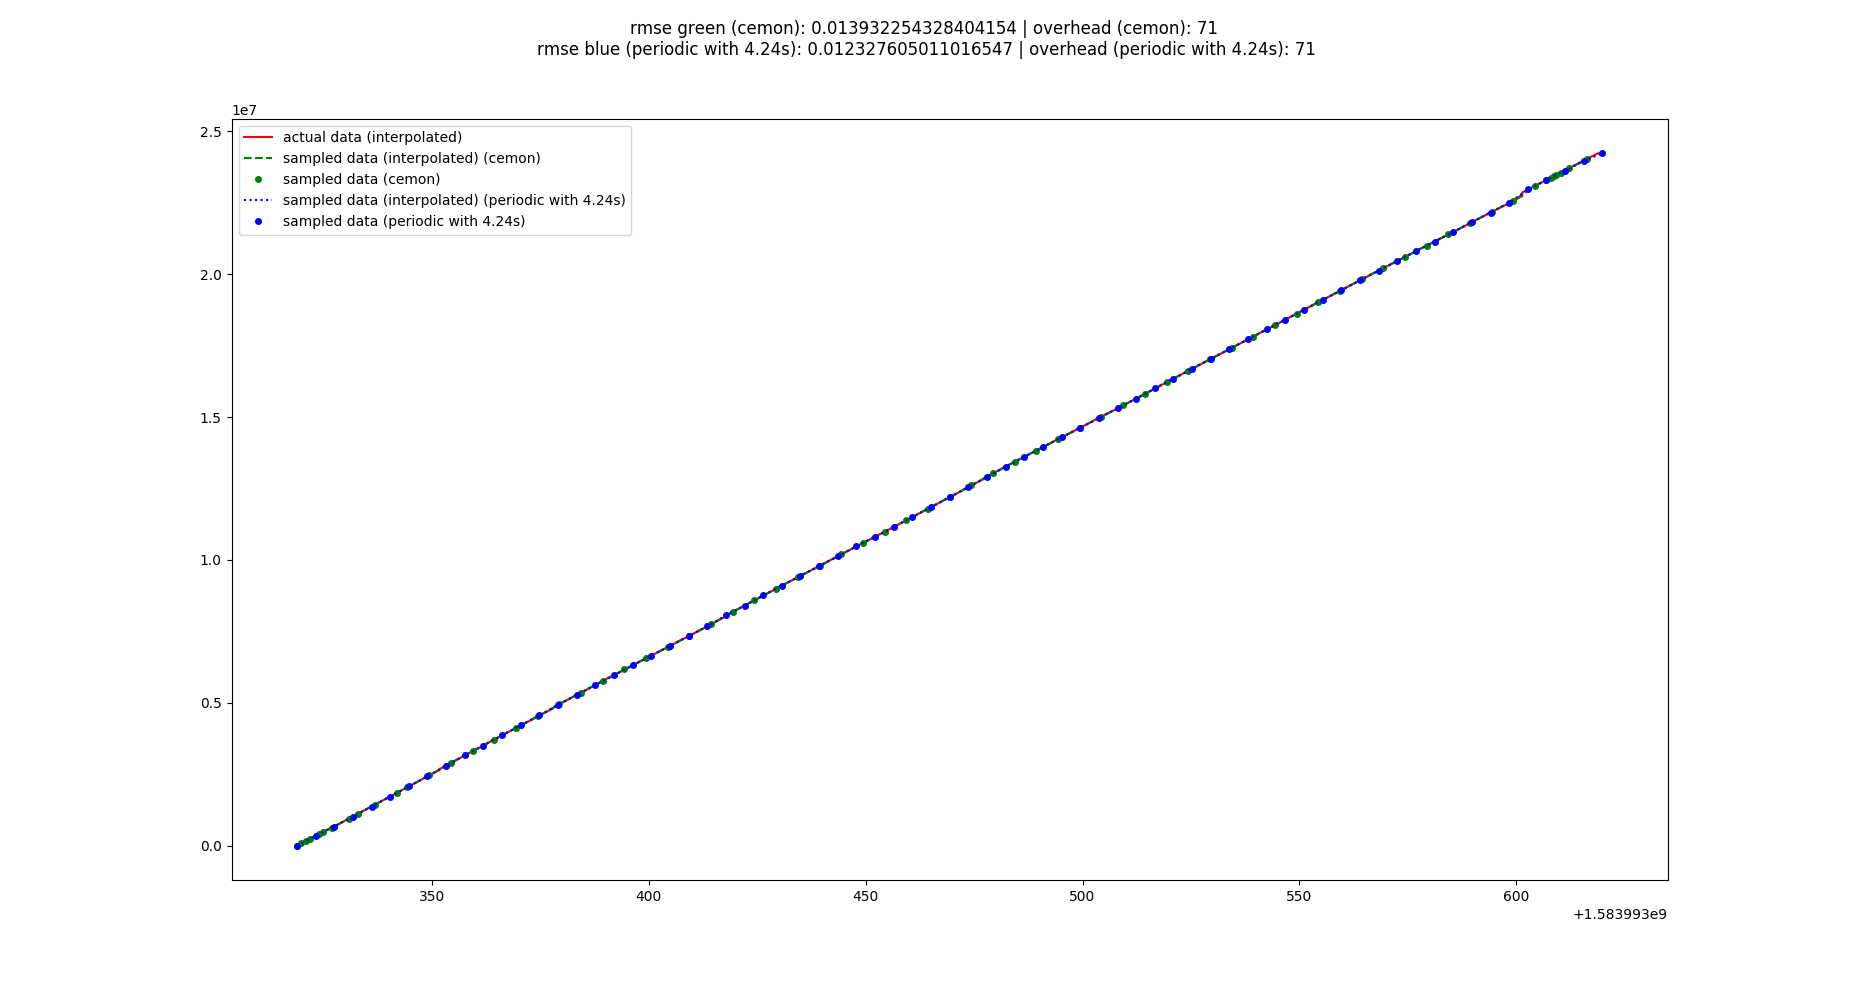 rmse green (cemon): 0.013932254328404154 | overhead (cemon): 71
rmse blue (periodic with 4.24s): 0.012327605011016547 | overhead (periodic with 4.24s): 71
1e7
actual data (interpolated)
sampled data (interpolated) (cemon)
sampled data (cemon)
sampled data (interpolated) (periodic with 4.24s)
sampled data (periodic with 4.24s)
2.5
2.0
1.5
1.0
0.5
0.0
350 400 450 500 550 600
+1.583993e9